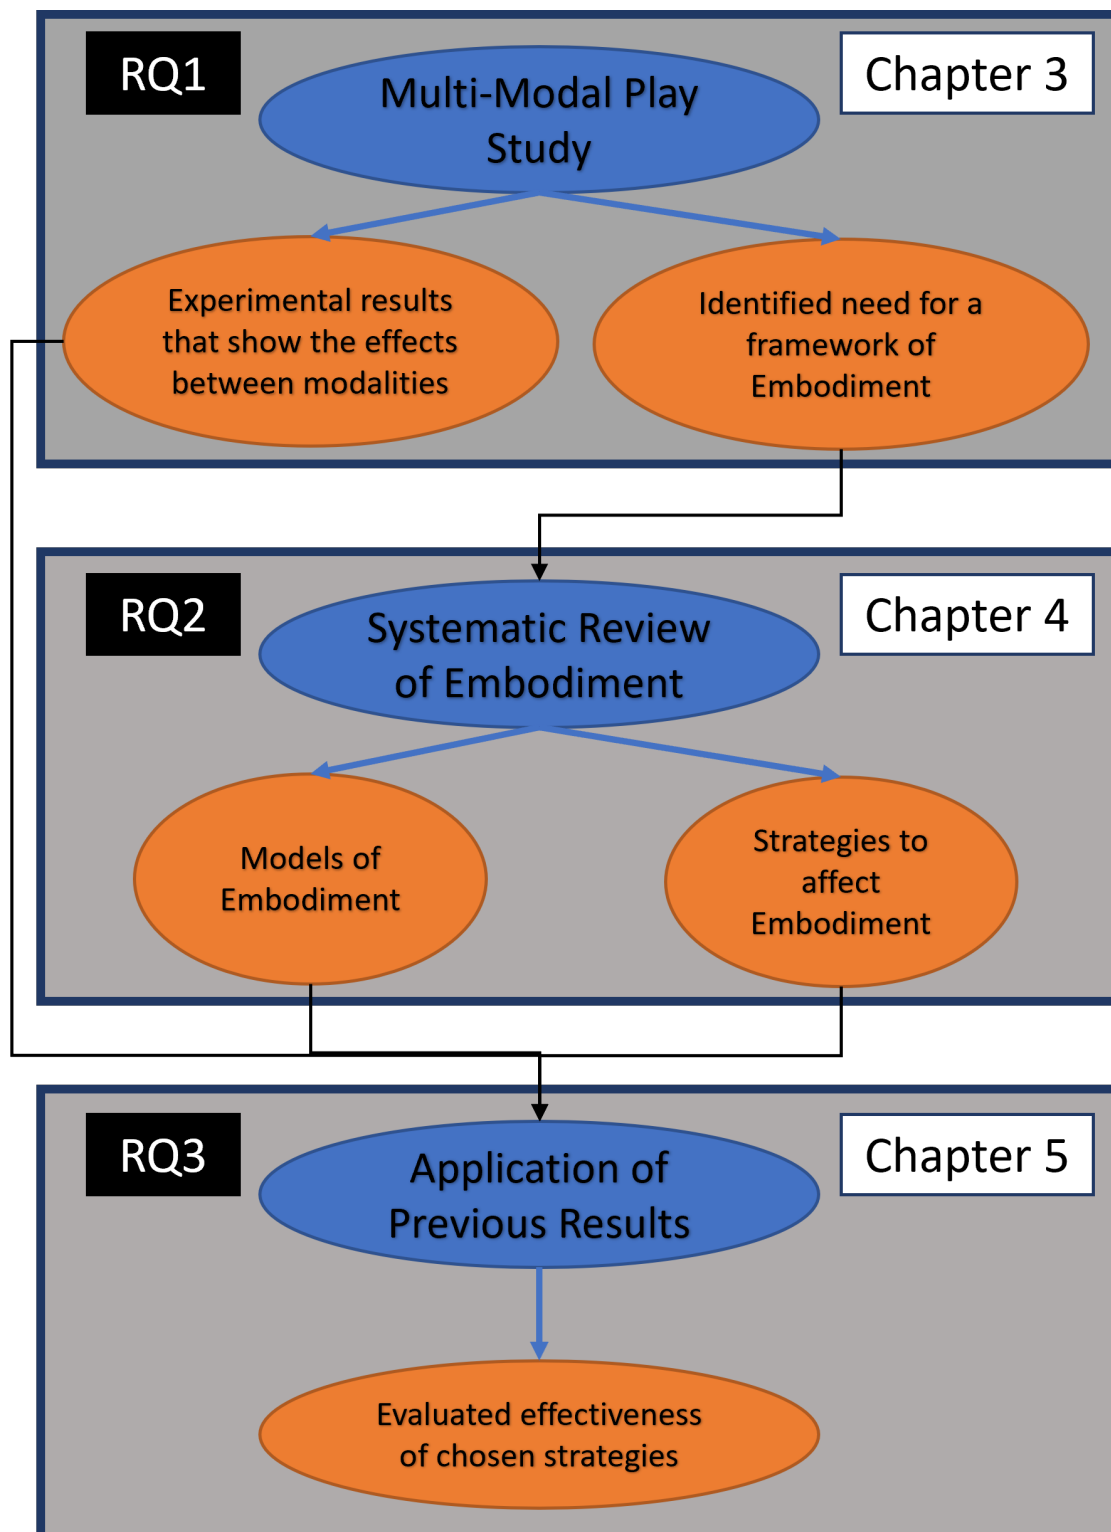 RQ1
Chapter 3
Multi-Modal Play
Study
Experimental results
that show the effects
between modalities
Identified need for a
framework of
Embodiment
RQ2
Chapter 4
Systematic Review
of Embodiment
Models of
Embodiment
Strategies to
affect
Embodiment
RQ3
Chapter 5
Application of
Previous Results
Evaluated effectiveness
of chosen strategies